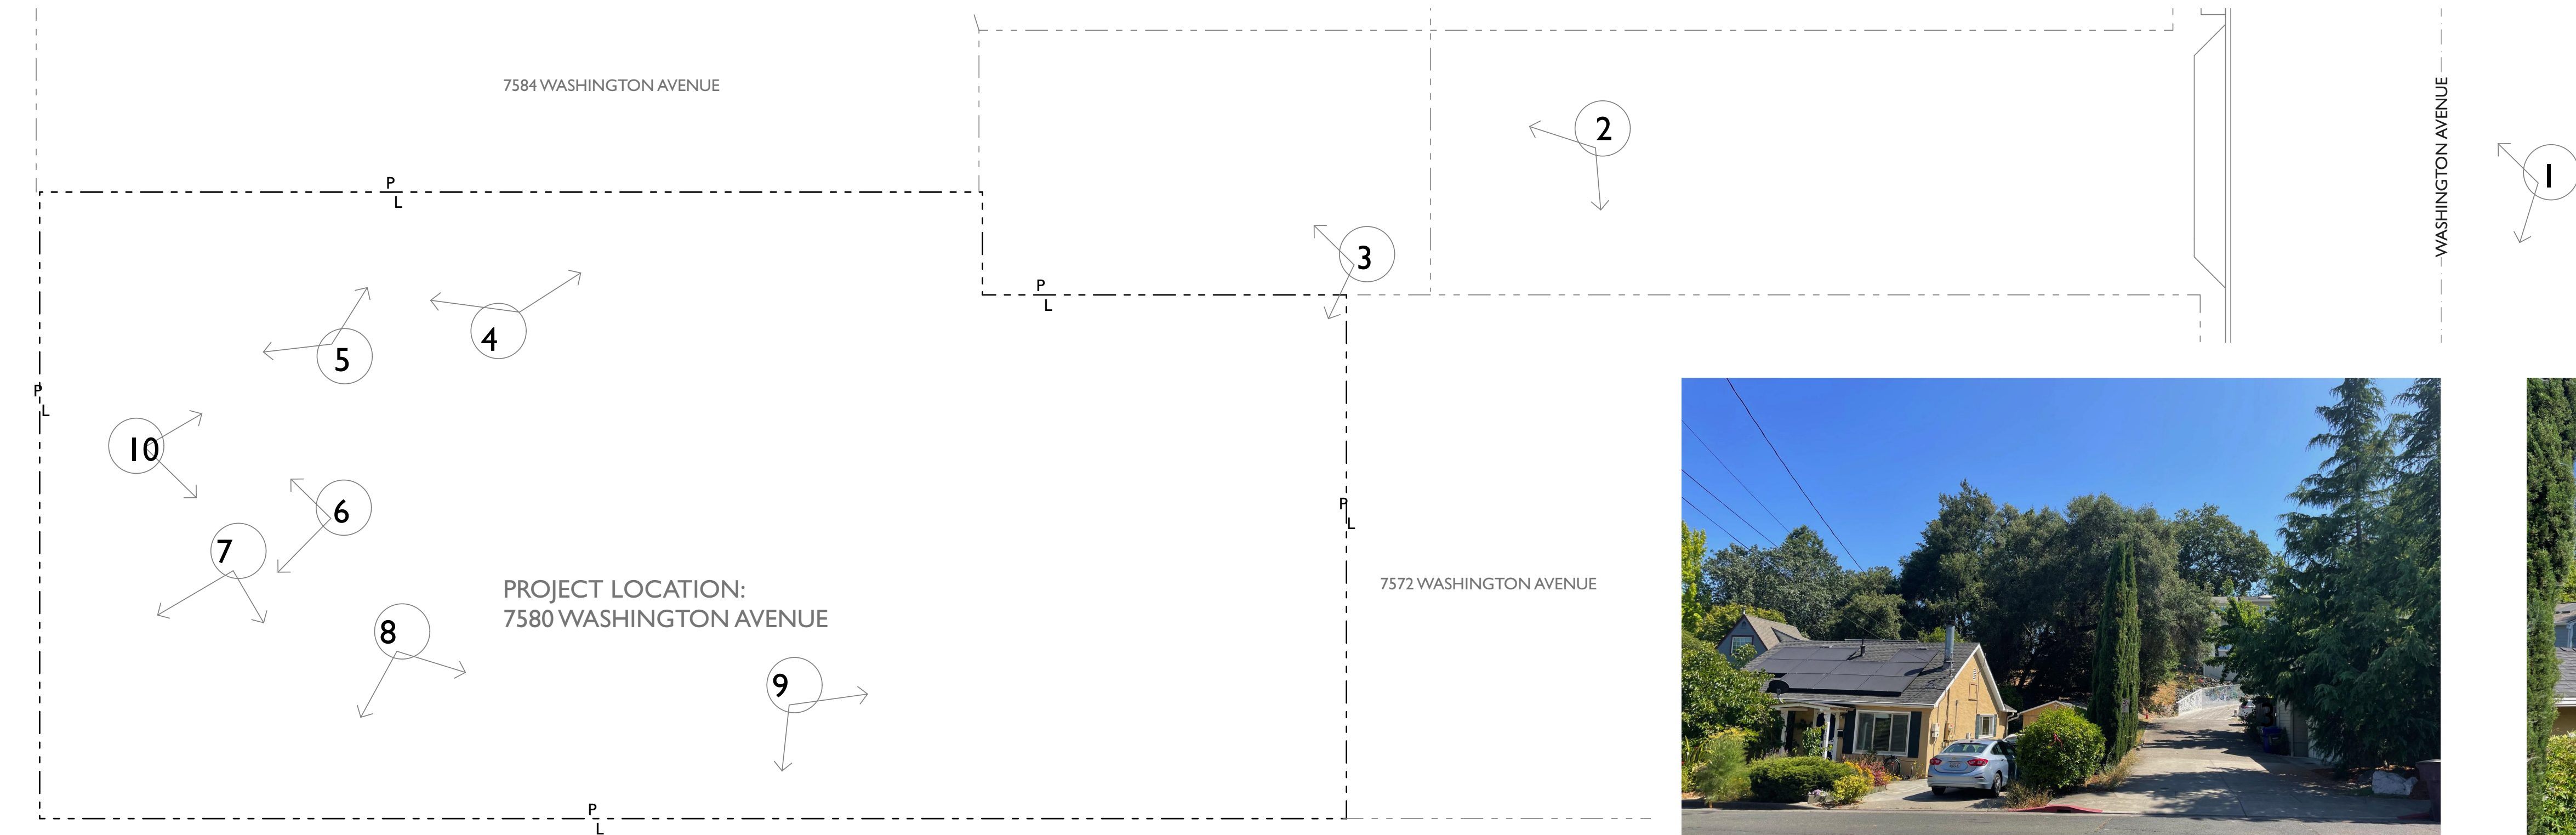 7584 WASHINGTON AVENUE
WASHINGTON AVENUE
2
1
P
L
3
P
L
4
5
P
L
10
6
P
L
7
PROJECT LOCATION:
7580 WASHINGTON AVENUE
7572 WASHINGTON AVENUE
8
9
3
P
L